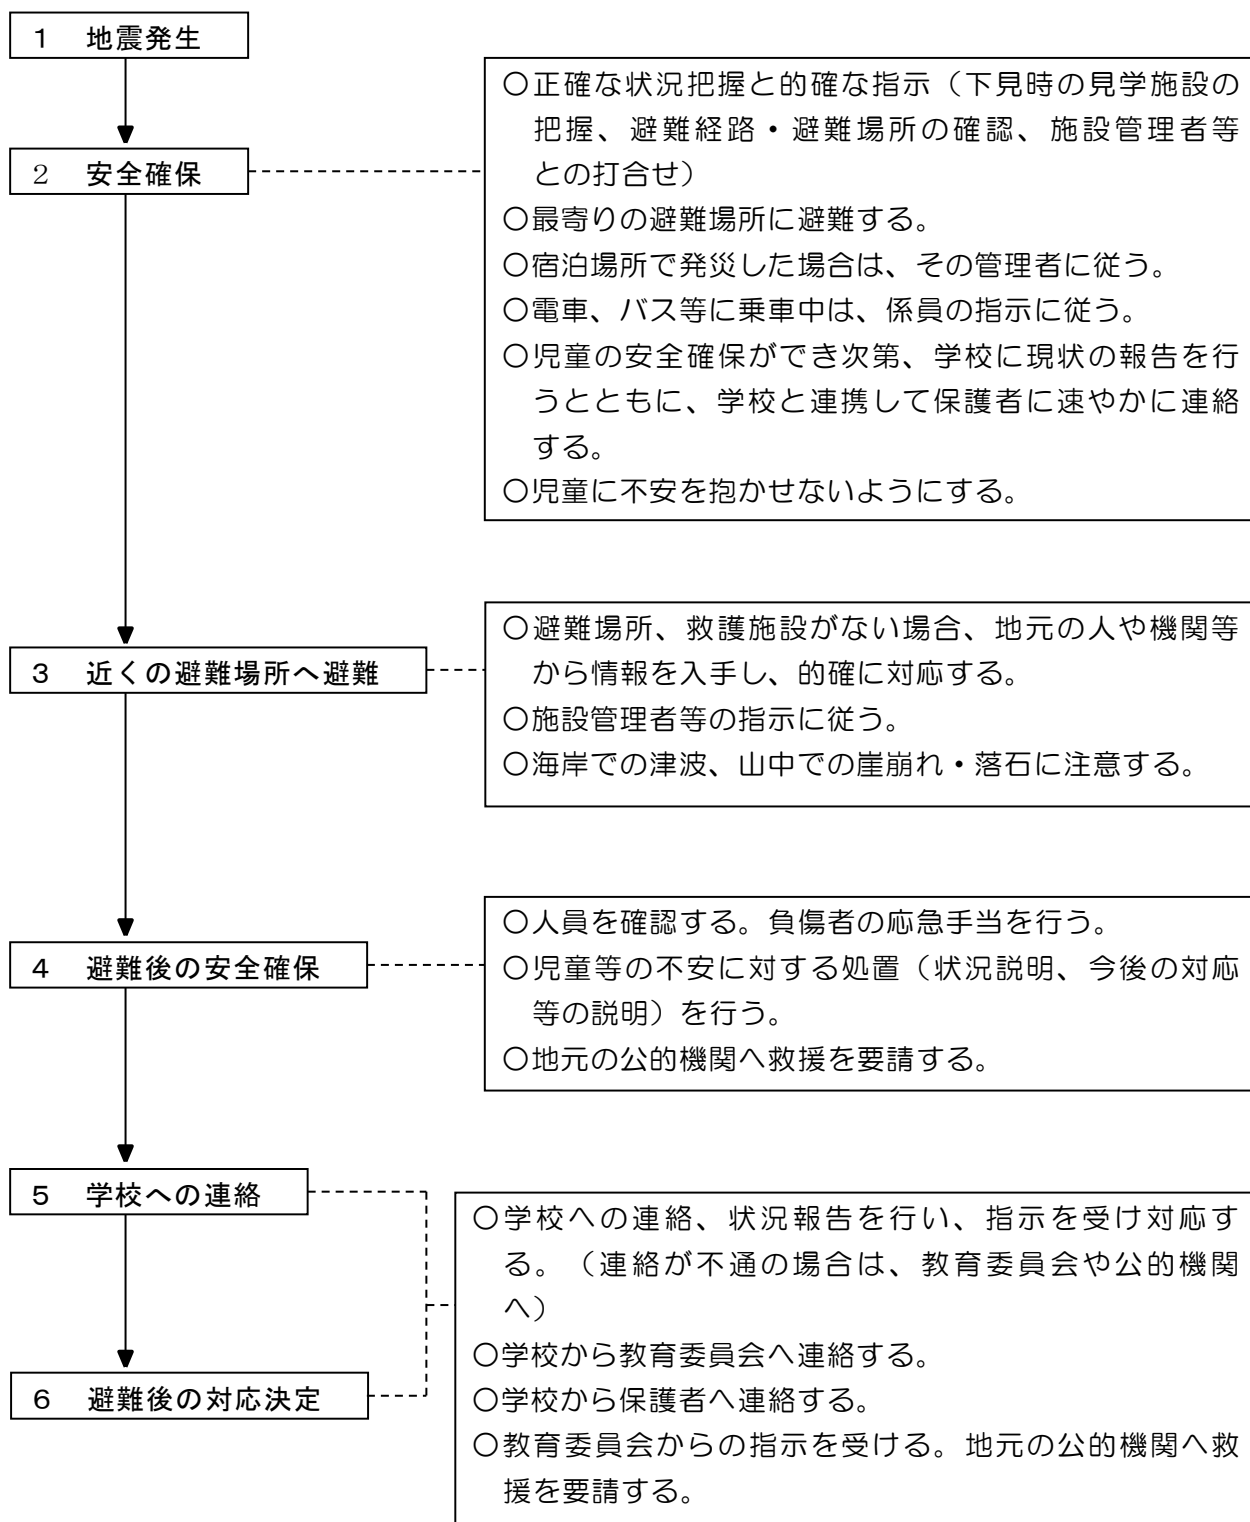 １　地震発生
２　安全確保
〇正確な状況把握と的確な指示（下見時の見学施設の
把握、避難経路・避難場所の確認、施設管理者等
との打合せ）
〇最寄りの避難場所に避難する。
〇宿泊場所で発災した場合は、その管理者に従う。
〇電車、バス等に乗車中は、係員の指示に従う。
〇児童の安全確保ができ次第、学校に現状の報告を行
うとともに、学校と連携して保護者に速やかに連絡
する。
〇児童に不安を抱かせないようにする。
３　近くの避難場所へ避難
〇避難場所、救護施設がない場合、地元の人や機関等
から情報を入手し、的確に対応する。
〇施設管理者等の指示に従う。
〇海岸での津波、山中での崖崩れ・落石に注意する。
４　避難後の安全確保
〇人員を確認する。負傷者の応急手当を行う。
〇児童等の不安に対する処置（状況説明、今後の対応
等の説明）を行う。
〇地元の公的機関へ救援を要請する。
５　学校への連絡
６　避難後の対応決定
〇学校への連絡、状況報告を行い、指示を受け対応す
る。（連絡が不通の場合は、教育委員会や公的機関
へ）
〇学校から教育委員会へ連絡する。
〇学校から保護者へ連絡する。
〇教育委員会からの指示を受ける。地元の公的機関へ救
援を要請する。